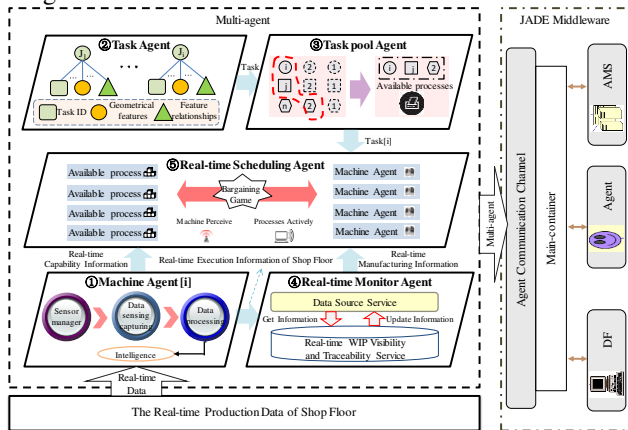 Multi-agent
JADE Middleware
②Task Agent
J₁
Ji
...
...
...
...
...
Task ID
Geometrical
features
Feature
relationships
Task
③Task pool Agent
i
2
1
j
2
1
n
2
1
i
j
2
Available processes
Task[i]
⑤Real-time Scheduling Agent
Available process
Available process
Available process
Available process
Bargaining
Game
Machine Perceive
Processes Actively
Machine Agent
Machine Agent
Machine Agent
Machine Agent
Real-time
Capability Information
Real-time Execution Information of Shop Floor
Real-time
Manufacturing Information
①Machine Agent [i]
Sensor
manager
Data
sensing
capturing
Data
processing
Intelligence
④Real-time Monitor Agent
Data Source Service
Get Information
Update Information
Real-time WIP Visibility
and Traceability Service
Real-time
Data
The Real-time Production Data of Shop Floor
Multi-agent
Agent Communication Channel
Main-container
AMS
Agent
DF